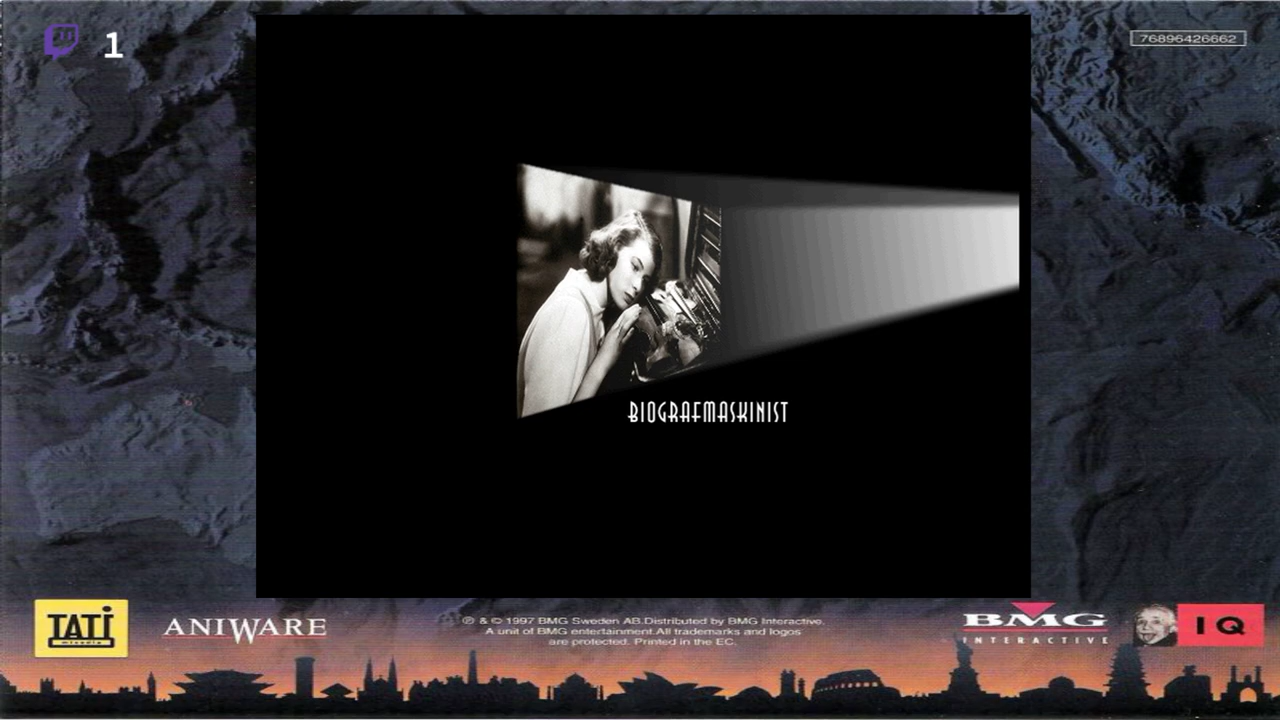 1
76896426662
BIOGRAFMASKINIST
TATi
mixedia
ANIWARE
℗ & © 1997 BMG Sweden AB.Distributed by BMG Interactive.
A unit of BMG entertainment.All trademarks and logos
are protected. Printed in the EC.
BMG
INTERACTIVE
IQ